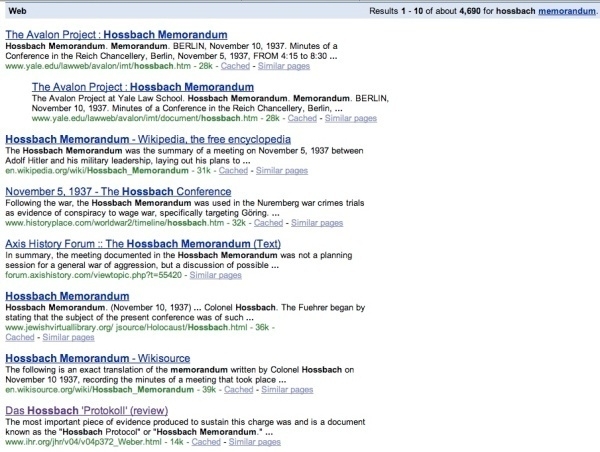 Web Results 1 - 10 of about 4,690 for hossbach memorandum.
The Avalon Project : Hossbach Memorandum
Hossbach Memorandum. Memorandum. BERLIN, November 10, 1937. Minutes of a
Conference in the Reich Chancellery, Berlin, November 5, 1937, FROM 4:15 to 8:30 ...
www.yale.edu/lawweb/avalon/imt/hossbach.htm - 28k - Cached - Similar pages
The Avalon Project : Hossbach Memorandum
The Avalon Project at Yale Law School. Hossbach Memorandum. Memorandum. BERLIN,
November 10, 1937. Minutes of a Conference in the Reich Chancellery, Berlin, ...
www.yale.edu/lawweb/avalon/imt/document/hossbach.htm - 28k - Cached - Similar pages
Hossbach Memorandum - Wikipedia, the free encyclopedia
The Hossbach Memorandum was the summary of a meeting on November 5, 1937 between
Adolf Hitler and his military leadership, laying out his plans to ...
en.wikipedia.org/wiki/Hossbach_Memorandum - 31k - Cached - Similar pages
November 5, 1937 - The Hossbach Conference
Following the war, the Hossbach Memorandum was used in the Nuremberg war crimes trials
as evidence of conspiracy to wage war, specifically targeting Göring. ...
www.historyplace.com/worldwar2/timeline/hossbach.htm - 32k - Cached - Similar pages
Axis History Forum :: The Hossbach Memorandum (Text)
In summary, the meeting documented in the Hossbach Memorandum was not a planning
session for a general war of aggression, but a discussion of possible ...
forum.axishistory.com/viewtopic.php?t=55420 - Similar pages
Hossbach Memorandum
Hossbach Memorandum. (November 10, 1937) ... Colonel Hossbach. The Fuehrer began by
stating that the subject of the present conference was of such ...
www.jewishvirtuallibrary.org/ jsource/Holocaust/Hossbach.html - 36k -
Cached - Similar pages
Hossbach Memorandum - Wikisource
The following is an exact translation of the memorandum written by Colonel Hossbach on
November 10 1937, recording the minutes of a meeting that took place ...
en.wikisource.org/wiki/Hossbach_Memorandum - 39k - Cached - Similar pages
Das Hossbach 'Protokoll' (review)
The most important piece of evidence produced to sustain this charge was and is a document
known as the "Hossbach Protocol" or "Hossbach Memorandum." ...
www.ihr.org/jhr/v04/v04p372_Weber.html - 14k - Cached - Similar pages